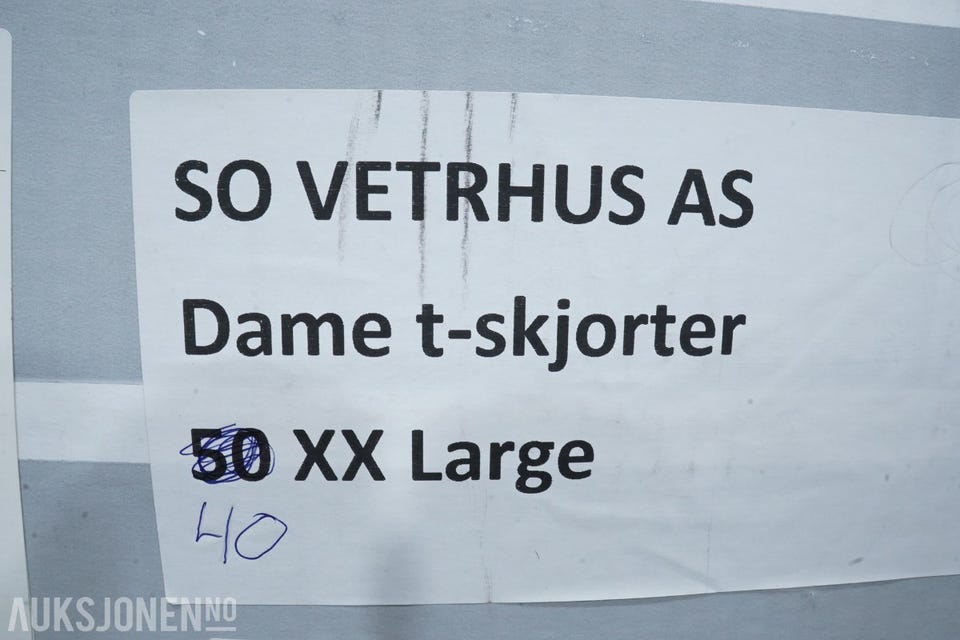 SO VETRHUS AS
Dame t-skjorter
50 XX Large
40
AUKSJONEN.NO